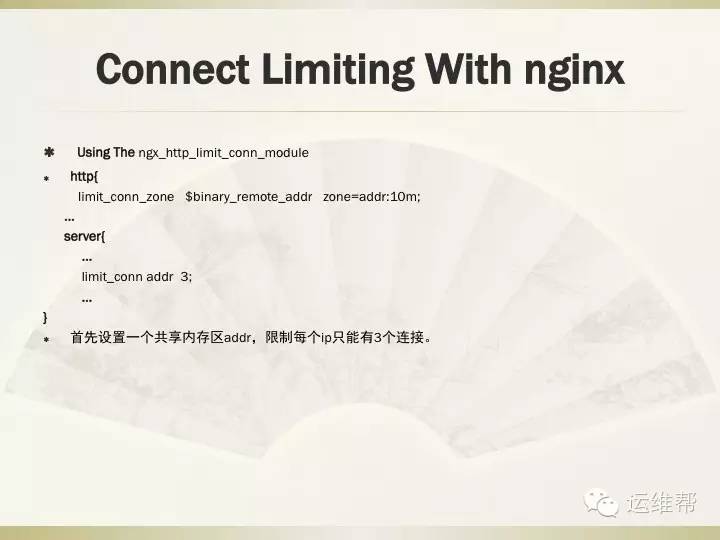 Connect Limiting With nginx
✱ Using The ngx_http_limit_conn_module
✱ http{
limit_conn_zone $binary_remote_addr zone=addr:10m;
...
server{
...
limit_conn addr 3;
...
}
✱ 首先设置一个共享内存区addr，限制每个ip只能有3个连接。
运维帮